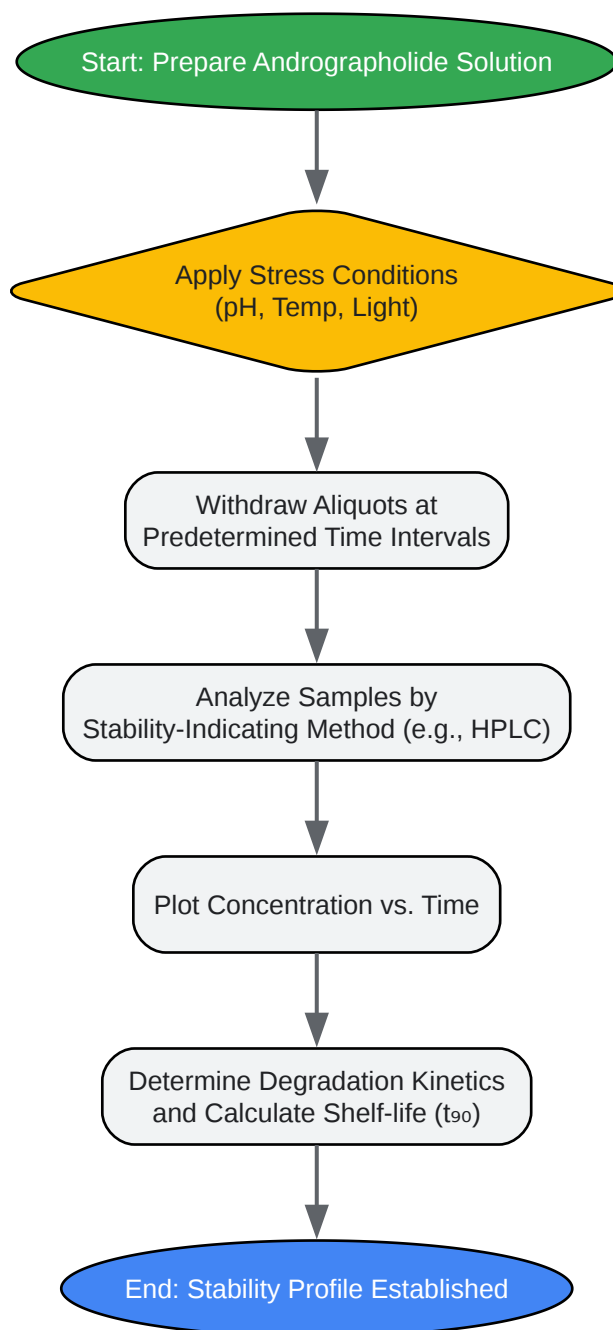 Start: Prepare Andrographolide Solution
Apply Stress Conditions
(pH, Temp, Light)
Withdraw Aliquots at
Predetermined Time Intervals
Analyze Samples by
Stability-Indicating Method (e.g., HPLC)
Plot Concentration vs. Time
Determine Degradation Kinetics
and Calculate Shelf-life (t₉₀)
End: Stability Profile Established